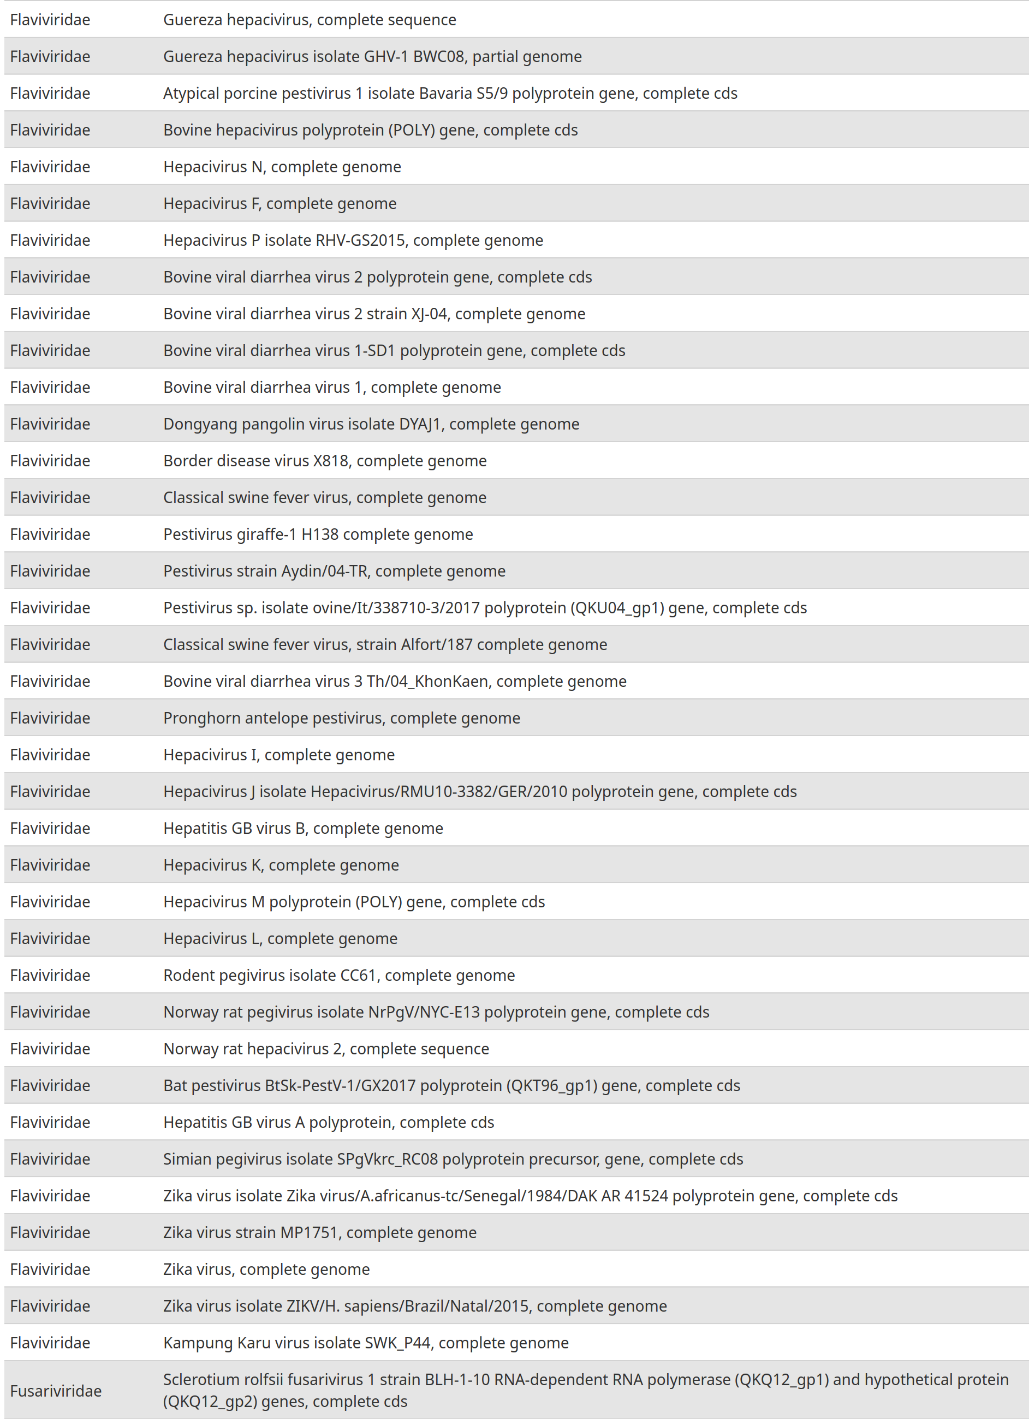 Flaviviridae Guereza hepacivirus, complete sequence
Flaviviridae Guereza hepacivirus isolate GHV-1 BWC08, partial genome
Flaviviridae Atypical porcine pestivirus 1 isolate Bavaria S5/9 polyprotein gene, complete cds
Flaviviridae Bovine hepacivirus polyprotein (POLY) gene, complete cds
Flaviviridae Hepacivirus N, complete genome
Flaviviridae Hepacivirus F, complete genome
Flaviviridae Hepacivirus P isolate RHV-GS2015, complete genome
Flaviviridae Bovine viral diarrhea virus 2 polyprotein gene, complete cds
Flaviviridae Bovine viral diarrhea virus 2 strain XJ-04, complete genome
Flaviviridae Bovine viral diarrhea virus 1-SD1 polyprotein gene, complete cds
Flaviviridae Bovine viral diarrhea virus 1, complete genome
Flaviviridae Dongyang pangolin virus isolate DYAJ1, complete genome
Flaviviridae Border disease virus X818, complete genome
Flaviviridae Classical swine fever virus, complete genome
Flaviviridae Pestivirus giraffe-1 H138 complete genome
Flaviviridae Pestivirus strain Aydin/04-TR, complete genome
Flaviviridae Pestivirus sp. isolate ovine/It/338710-3/2017 polyprotein (QKU04_gp1) gene, complete cds
Flaviviridae Classical swine fever virus, strain Alfort/187 complete genome
Flaviviridae Bovine viral diarrhea virus 3 Th/04_KhonKaen, complete genome
Flaviviridae Pronghorn antelope pestivirus, complete genome
Flaviviridae Hepacivirus I, complete genome
Flaviviridae Hepacivirus J isolate Hepacivirus/RMU10-3382/GER/2010 polyprotein gene, complete cds
Flaviviridae Hepatitis GB virus B, complete genome
Flaviviridae Hepacivirus K, complete genome
Flaviviridae Hepacivirus M polyprotein (POLY) gene, complete cds
Flaviviridae Hepacivirus L, complete genome
Flaviviridae Rodent pegivirus isolate CC61, complete genome
Flaviviridae Norway rat pegivirus isolate NrPgV/NYC-E13 polyprotein gene, complete cds
Flaviviridae Norway rat hepacivirus 2, complete sequence
Flaviviridae Bat pestivirus BtSk-PestV-1/GX2017 polyprotein (QKT96_gp1) gene, complete cds
Flaviviridae Hepatitis GB virus A polyprotein, complete cds
Flaviviridae Simian pegivirus isolate SPgVkrc_RC08 polyprotein precursor, gene, complete cds
Flaviviridae Zika virus isolate Zika virus/A.africanus-tc/Senegal/1984/DAK AR 41524 polyprotein gene, complete cds
Flaviviridae Zika virus strain MP1751, complete genome
Flaviviridae Zika virus, complete genome
Flaviviridae Zika virus isolate ZIKV/H. sapiens/Brazil/Natal/2015, complete genome
Flaviviridae Kampung Karu virus isolate SWK_P44, complete genome
Fusariviridae Sclerotium rolfsii fusarivirus 1 strain BLH-1-10 RNA-dependent RNA polymerase (QKQ12_gp1) and hypothetical protein
(QKQ12_gp2) genes, complete cds